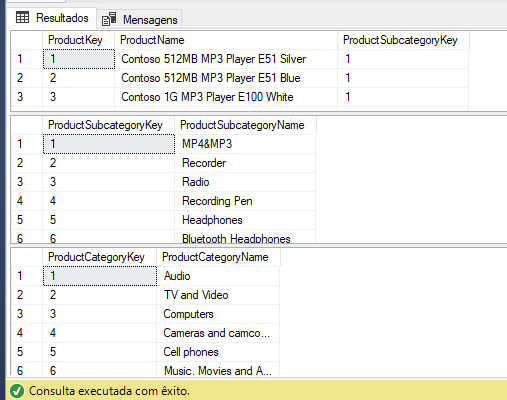 Resultados Mensagens
ProductKey ProductName ProductSubcategoryKey
1 1 Contoso 512MB MP3 Player E51 Silver 1
2 2 Contoso 512MB MP3 Player E51 Blue 1
3 3 Contoso 1G MP3 Player E100 White 1
ProductSubcategoryKey ProductSubcategoryName
1 1 MP4&MP3
2 2 Recorder
3 3 Radio
4 4 Recording Pen
5 5 Headphones
6 6 Bluetooth Headphones
ProductCategoryKey ProductCategoryName
1 1 Audio
2 2 TV and Video
3 3 Computers
4 4 Cameras and camco...
5 5 Cell phones
6 6 Music, Movies and A...
Consulta executada com êxito.